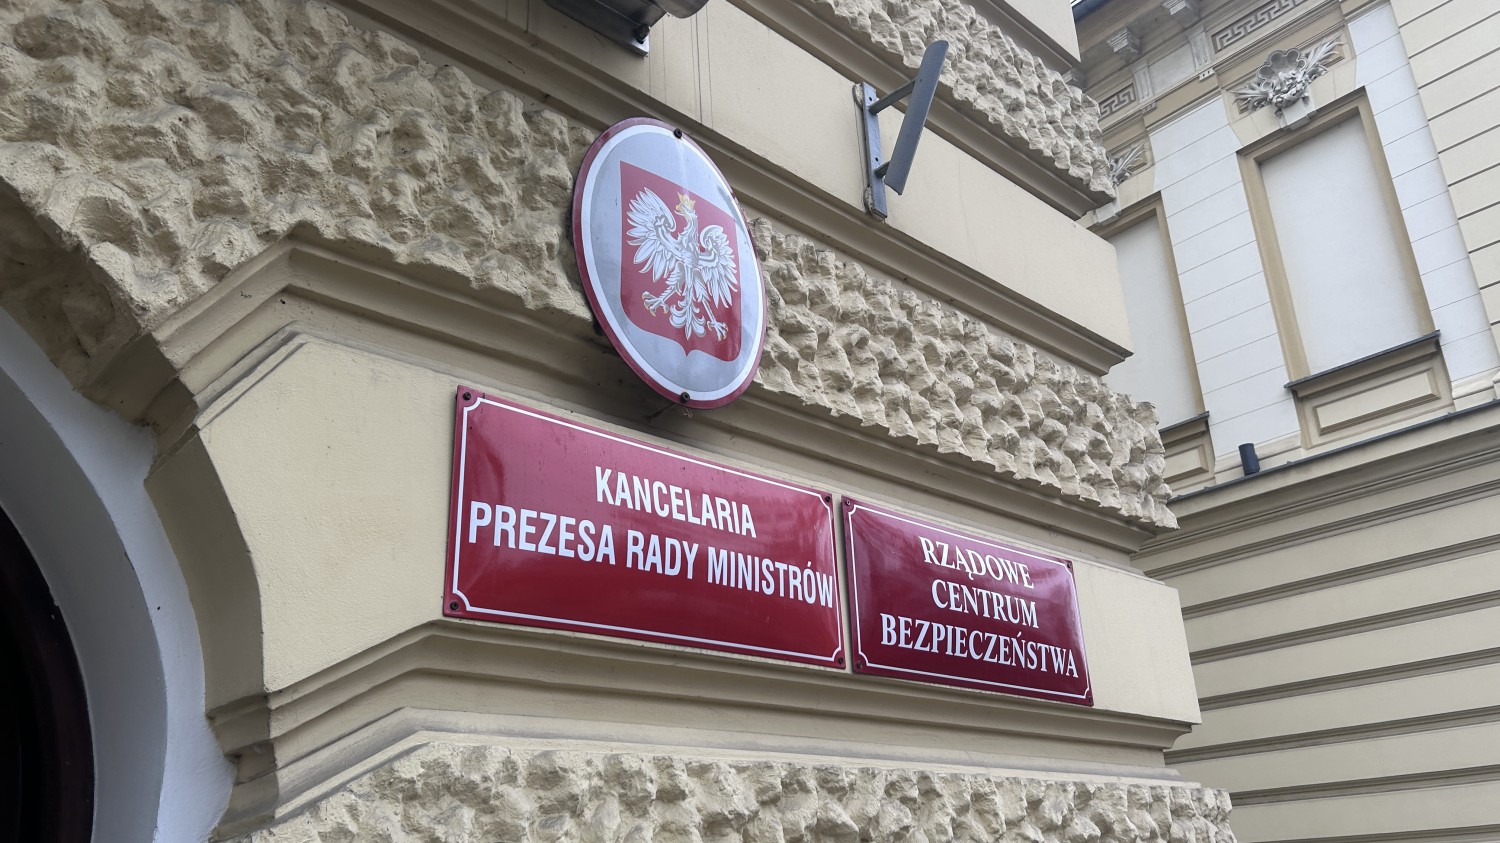 KANCELARIA
PREZESA RADY MINISTRÓW
RZĄDOWE
CENTRUM
BEZPIECZEŃSTWA